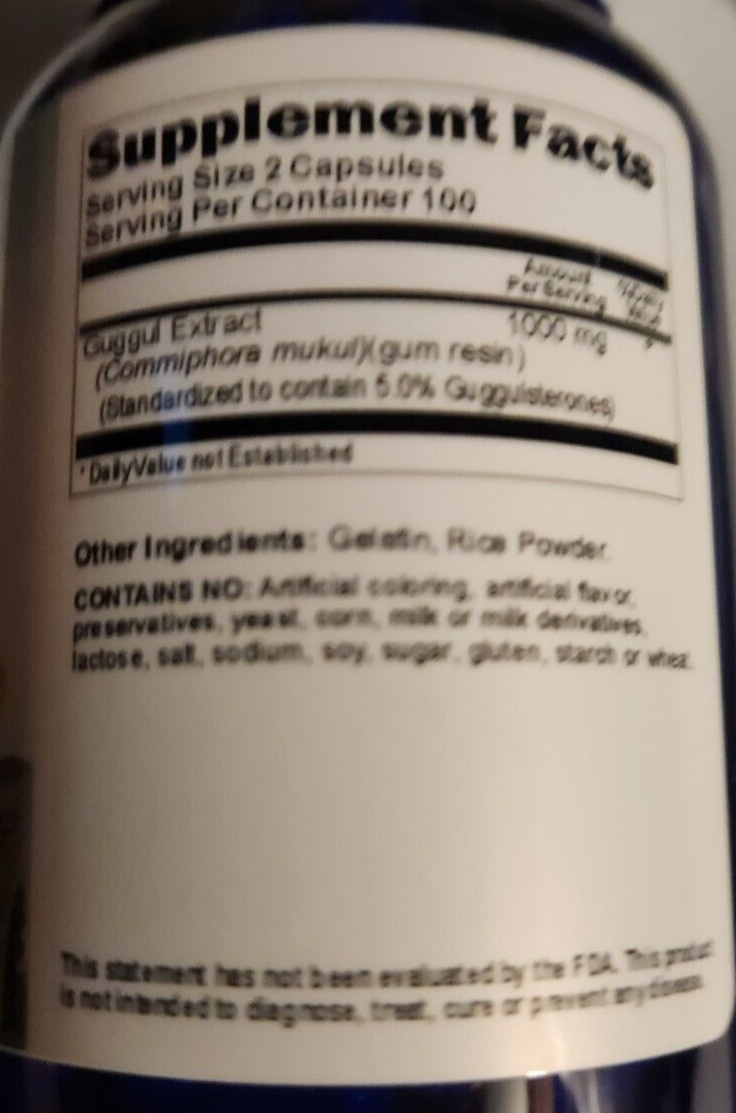 Supplement Facts
Serving Size 2 Capsules
Serving Per Container 100
Amount
Per Serving
% Daily
Value
Guggul Extract 1000 mg *
(Commiphora mukul)(gum resin)
(Standardized to contain 5.0% Guggulsterones)
* Daily Value not Established
Other Ingredients: Gelatin, Rice Powder.
CONTAINS NO: Artificial coloring, artificial flavor,
preservatives, yeast, corn, milk or milk derivatives,
lactose, salt, sodium, soy, sugar, gluten, starch or wheat.
This statement has not been evaluated by the FDA. This product
is not intended to diagnose, treat, cure or prevent any disease.